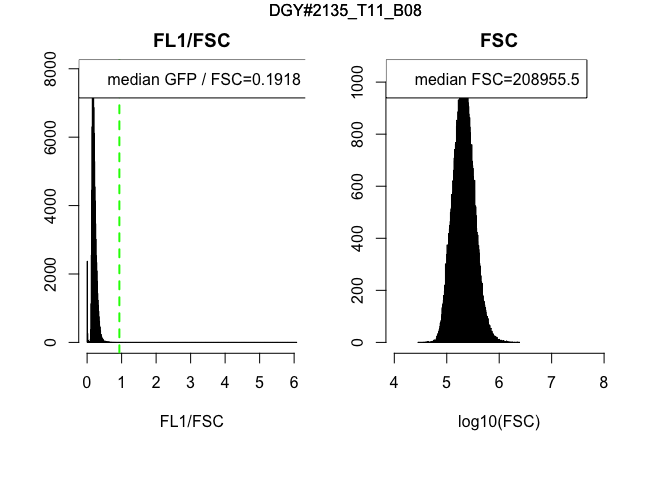 DGY#2135_T11_B08
FL1/FSC
median GFP / FSC=0.1918
0
2000
4000
6000
8000
0 1 2 3 4 5 6
FL1/FSC
FSC
median FSC=208955.5
0
200
400
600
800
1000
4 5 6 7 8
log10(FSC)